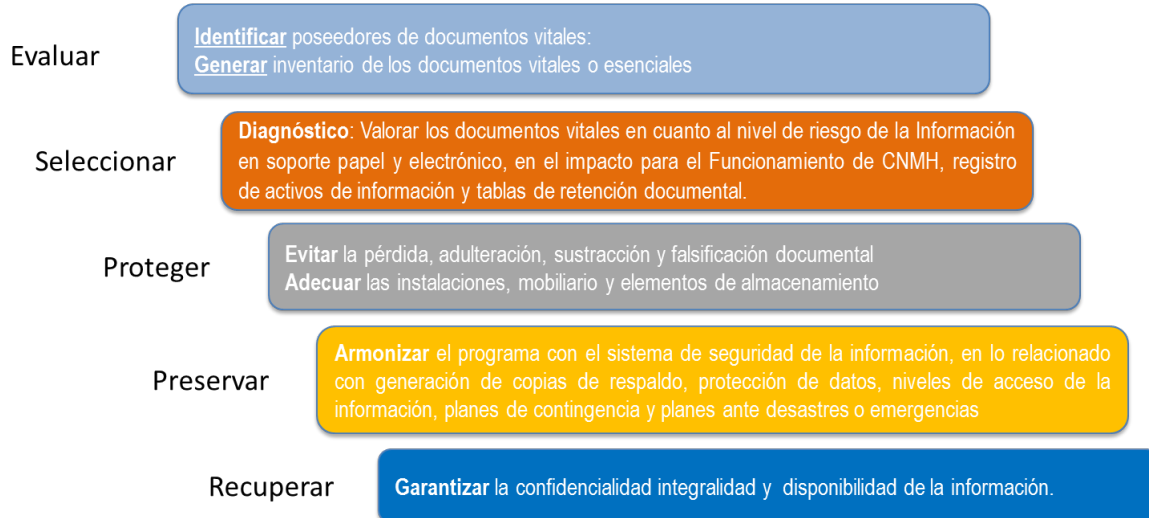 Evaluar
Identificar poseedores de documentos vitales:
Generar inventario de los documentos vitales o esenciales
Seleccionar
Diagnóstico: Valorar los documentos vitales en cuanto al nivel de riesgo de la Información
en soporte papel y electrónico, en el impacto para el Funcionamiento de CNMH, registro
de activos de información y tablas de retención documental.
Proteger
Evitar la pérdida, adulteración, sustracción y falsificación documental
Adecuar las instalaciones, mobiliario y elementos de almacenamiento
Preservar
Armonizar el programa con el sistema de seguridad de la información, en lo relacionado
con generación de copias de respaldo, protección de datos, niveles de acceso de la
información, planes de contingencia y planes ante desastres o emergencias
Recuperar
Garantizar la confidencialidad integralidad y disponibilidad de la información.